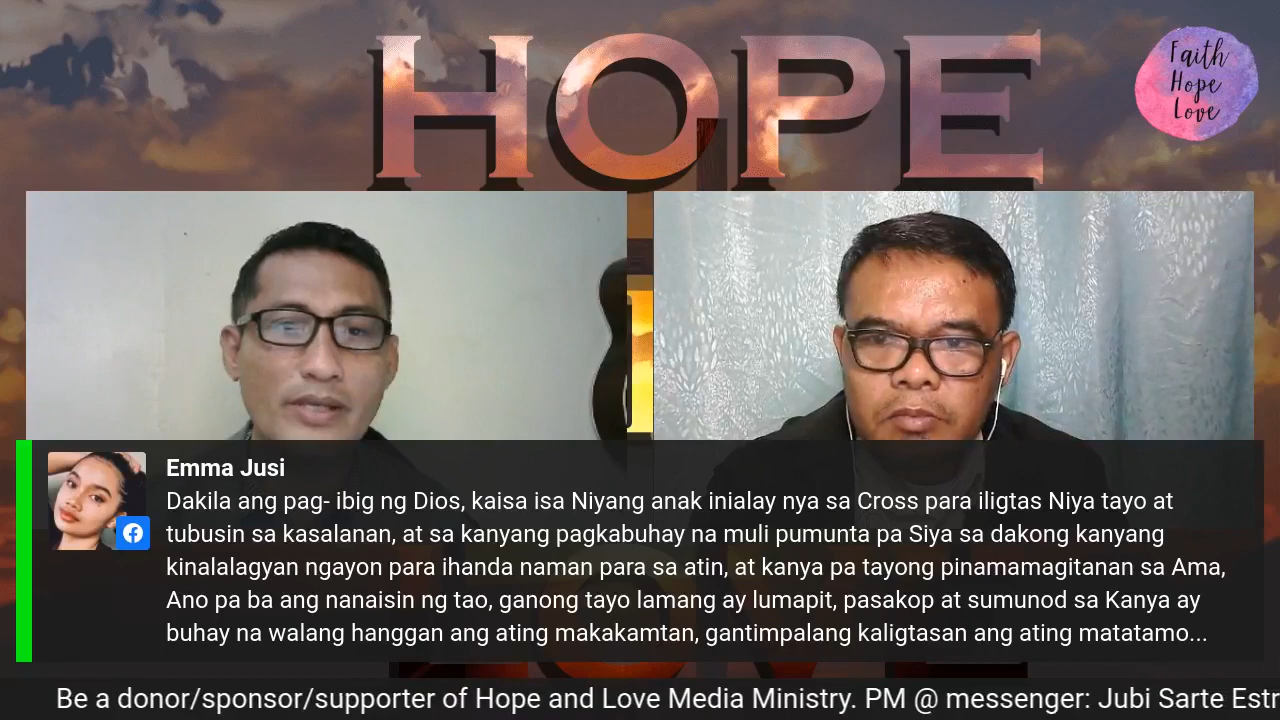 HOPE
Faith
Hope
Love
Emma Jusi
Dakila ang pag- ibig ng Dios, kaisa isa Niyang anak inialay nya sa Cross para iligtas Niya tayo at
tubusin sa kasalanan, at sa kanyang pagkabuhay na muli pumunta pa Siya sa dakong kanyang
kinalalagyan ngayon para ihanda naman para sa atin, at kanya pa tayong pinamamagitanan sa Ama,
Ano pa ba ang nanaisin ng tao, ganong tayo lamang ay lumapit, pasakop at sumunod sa Kanya ay
buhay na walang hanggan ang ating makakamtan, gantimpalang kaligtasan ang ating matatamo...
Be a donor/sponsor/supporter of Hope and Love Media Ministry. PM @ messenger: Jubi Sarte